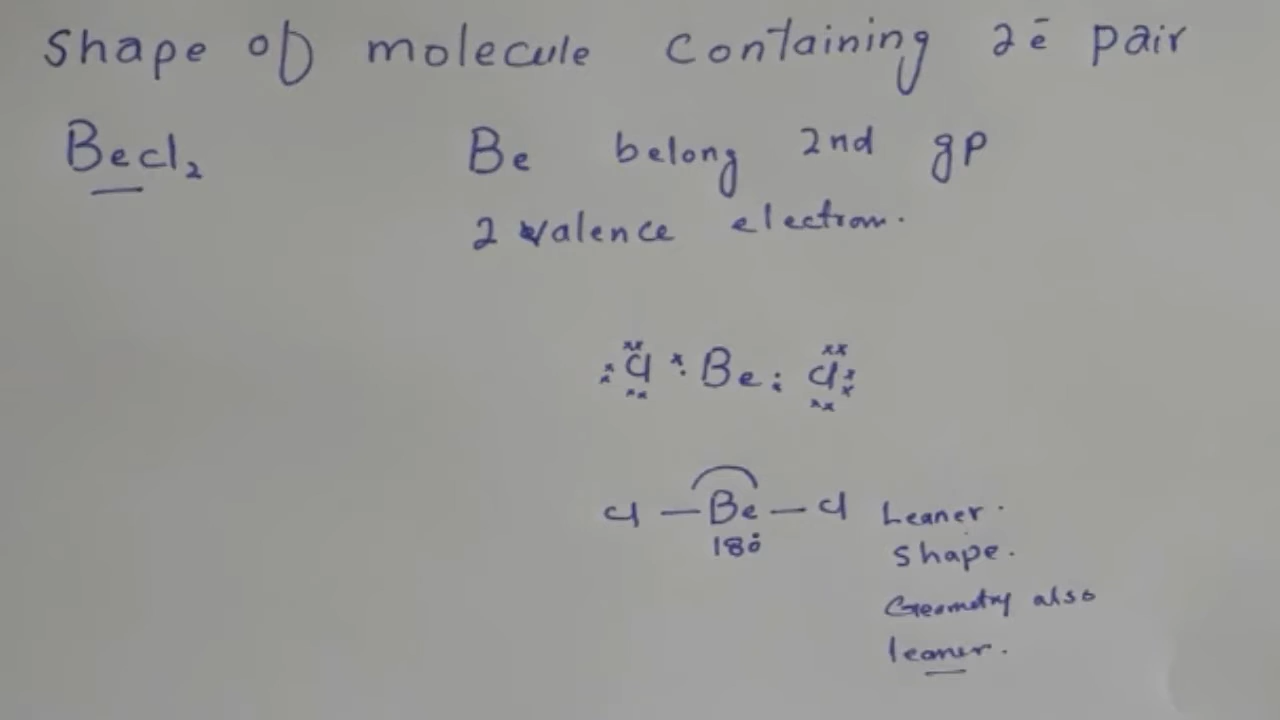 Shape of molecule containing 2ē pair
Becl₂ Be belong 2nd gp
2 valence electron.
Cl Be Cl
Cl — Be — Cl Leaner.
180°
Shape.
Geometry also
leaner.